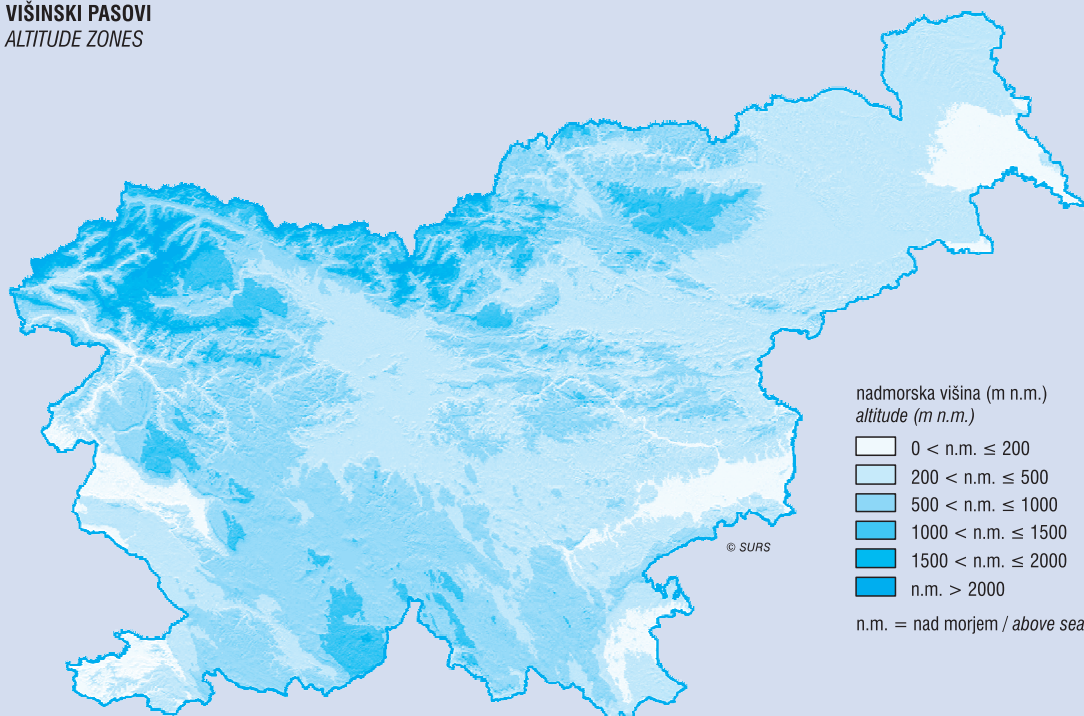 VIŠINSKI PASOVI
ALTITUDE ZONES
nadmorska višina (m n.m.)
altitude (m n.m.)
0 < n.m. ≤ 200
200 < n.m. ≤ 500
500 < n.m. ≤ 1000
1000 < n.m. ≤ 1500
1500 < n.m. ≤ 2000
n.m. > 2000
© SURS
n.m. = nad morjem / above sea